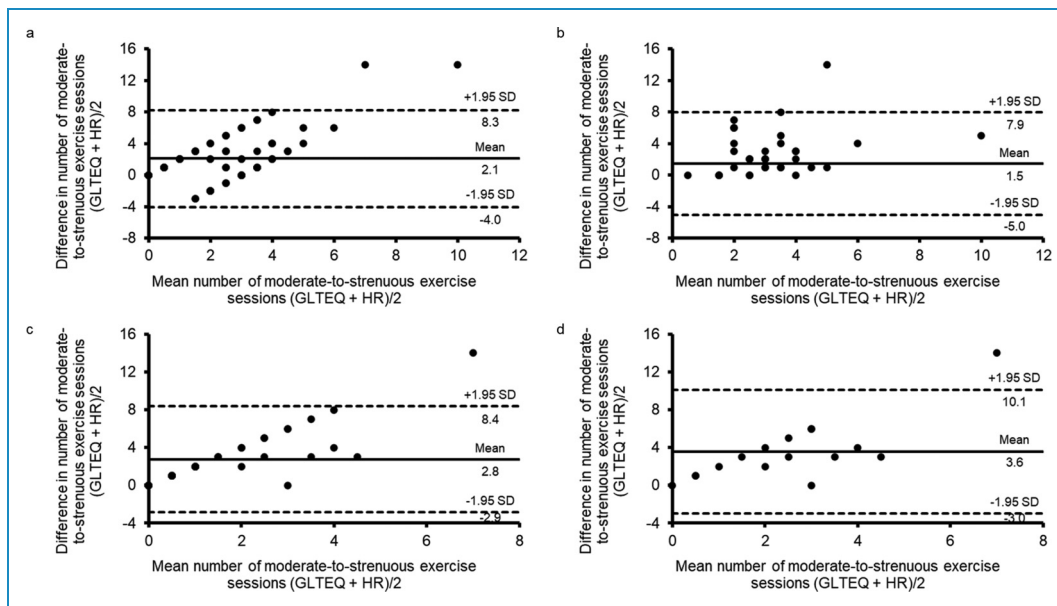 a
Difference in number of moderate-
to-strenuous exercise sessions
(GLTEQ + HR)/2
16
12
8
4
0
-4
-8
+1.95 SD
8.3
Mean
2.1
-1.95 SD
-4.0
0 2 4 6 8 10 12
Mean number of moderate-to-strenuous exercise
sessions (GLTEQ + HR)/2
b
Difference in number of moderate-
to-strenuous exercise sessions
(GLTEQ + HR)/2
16
12
8
4
0
-4
-8
+1.95 SD
7.9
Mean
1.5
-1.95 SD
-5.0
0 2 4 6 8 10 12
Mean number of moderate-to-strenuous exercise
sessions (GLTEQ + HR)/2
c
Difference in number of moderate-
to-strenuous exercise sessions
(GLTEQ + HR)/2
16
12
8
4
0
-4
+1.95 SD
8.4
Mean
2.8
-1.95 SD
-2.9
0 2 4 6 8
Mean number of moderate-to-strenuous exercise
sessions (GLTEQ + HR)/2
d
Difference in number of moderate-
to-strenuous exercise sessions
(GLTEQ + HR)/2
16
12
8
4
0
-4
+1.95 SD
10.1
Mean
3.6
-1.95 SD
-3.0
0 2 4 6 8
Mean number of moderate-to-strenuous exercise
sessions (GLTEQ + HR)/2